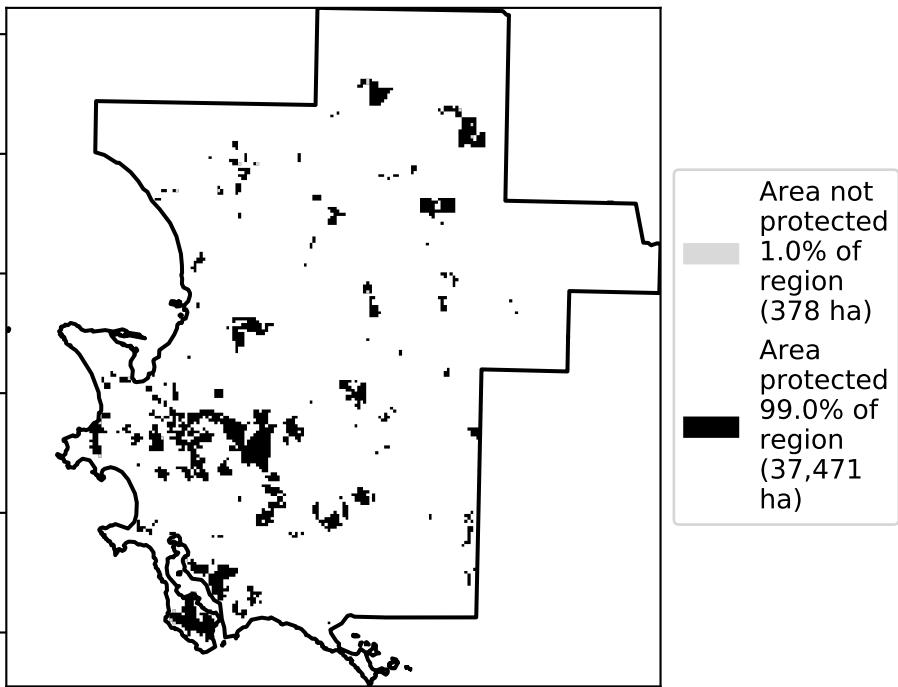 Area not
protected
1.0% of
region
(378 ha)
Area
protected
99.0% of
region
(37,471
ha)